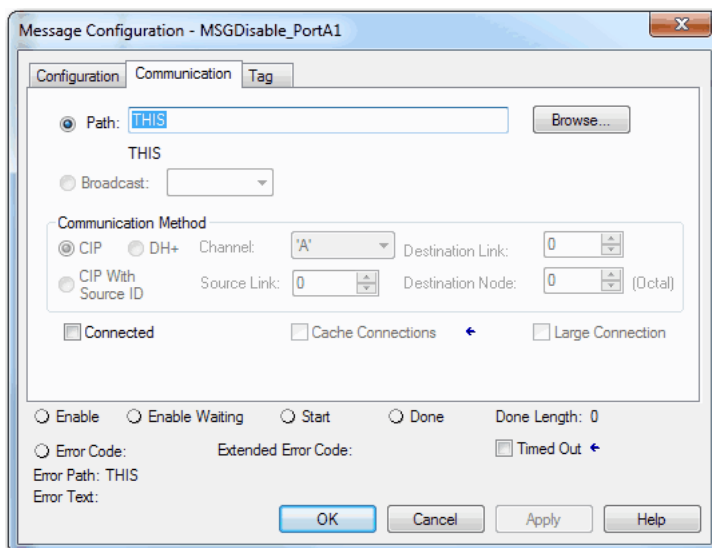 Message Configuration - MSGDisable_PortA1
Configuration Communication Tag
Path: THIS Browse...
THIS
Broadcast:
Communication Method
CIP DH+ Channel: 'A' Destination Link: 0
CIP With Source ID Source Link: 0 Destination Node: 0 (Octal)
Connected Cache Connections Large Connection
Enable Enable Waiting Start Done Done Length: 0
Error Code: Extended Error Code: Timed Out
Error Path: THIS
Error Text:
OK Cancel Apply Help